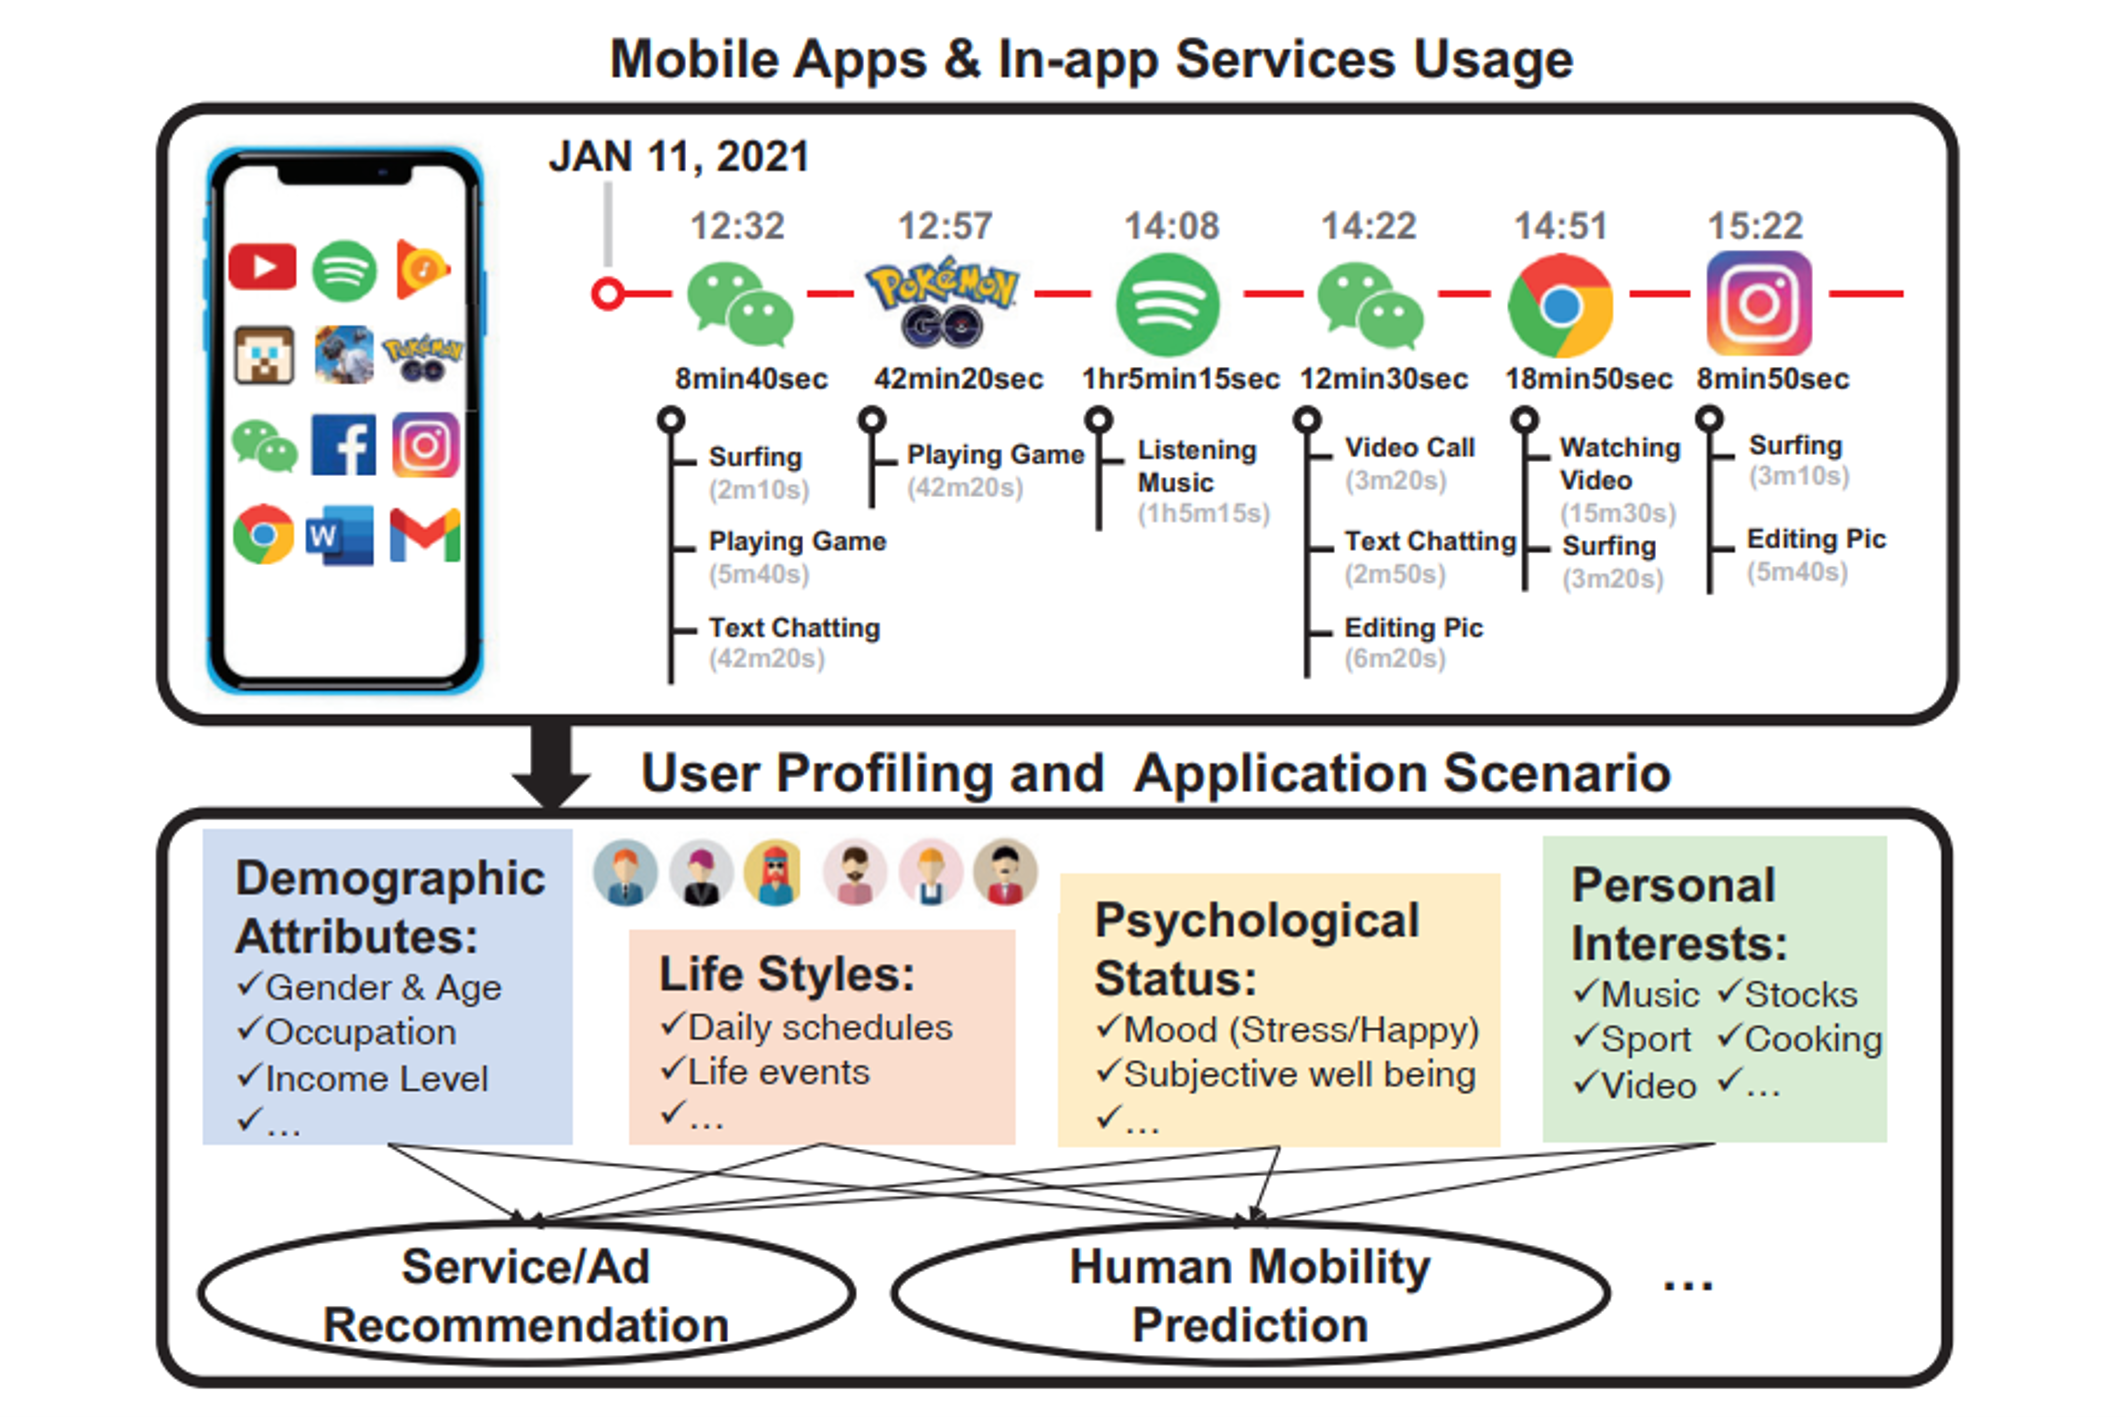 Mobile Apps & In-app Services Usage
JAN 11, 2021
12:32
12:57
14:08
14:22
14:51
15:22
POKéMON
GO
POKéMON
GO
f
W
8min40sec
42min20sec
1hr5min15sec
12min30sec
18min50sec
8min50sec
Surfing
(2m10s)
Playing Game
(5m40s)
Text Chatting
(42m20s)
Playing Game
(42m20s)
Listening
Music
(1h5m15s)
Video Call
(3m20s)
Text Chatting
(2m50s)
Editing Pic
(6m20s)
Watching
Video
(15m30s)
Surfing
(3m20s)
Surfing
(3m10s)
Editing Pic
(5m40s)
User Profiling and Application Scenario
Demographic
Attributes:
✓Gender & Age
✓Occupation
✓Income Level
✓...
Life Styles:
✓Daily schedules
✓Life events
✓...
Psychological
Status:
✓Mood (Stress/Happy)
✓Subjective well being
✓...
Personal
Interests:
✓Music ✓Stocks
✓Sport ✓Cooking
✓Video ✓...
Service/Ad
Recommendation
Human Mobility
Prediction
...